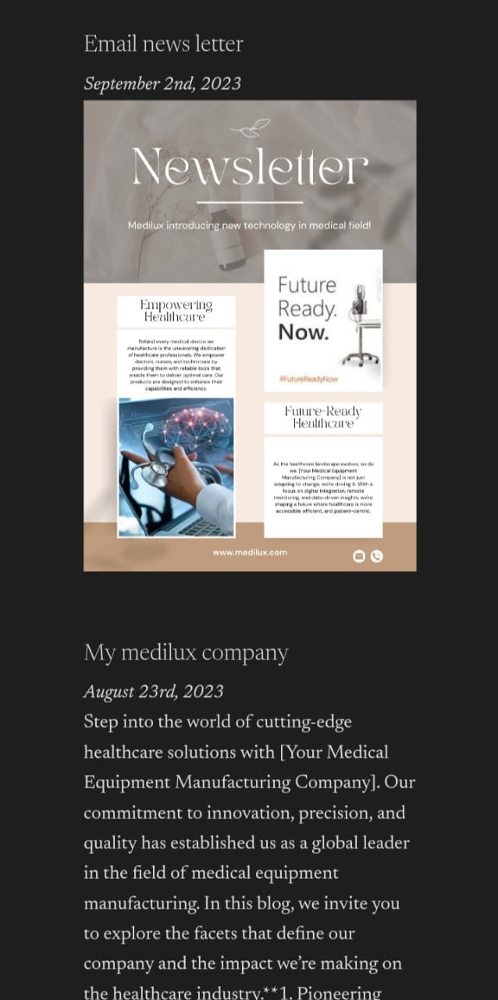 Email news letter
September 2nd, 2023
Newsletter
Medilux introducing new technology in medical field!
Future
Ready.
Now.
#FutureReadyNow
Empowering
Healthcare
Behind every medical device we
manufacture is the unwavering dedication
of healthcare professionals. We empower
doctors, nurses, and technicians by
providing them with reliable tools that
enable them to deliver optimal care. Our
products are designed to enhance their
capabilities and efficiency.
Future-Ready
Healthcare
As the healthcare landscape evolves, so do
we. [Your Medical Equipment
Manufacturing Company] is not just
adapting to change; we're driving it. With a
focus on digital integration, remote
monitoring, and data-driven insights, we're
shaping a future where healthcare is more
accessible, efficient, and patient-centric.
www.medilux.com
My medilux company
August 23rd, 2023
Step into the world of cutting-edge
healthcare solutions with [Your Medical
Equipment Manufacturing Company]. Our
commitment to innovation, precision, and
quality has established us as a global leader
in the field of medical equipment
manufacturing. In this blog, we invite you
to explore the facets that define our
company and the impact we’re making on
the healthcare industry.**1. Pioneering